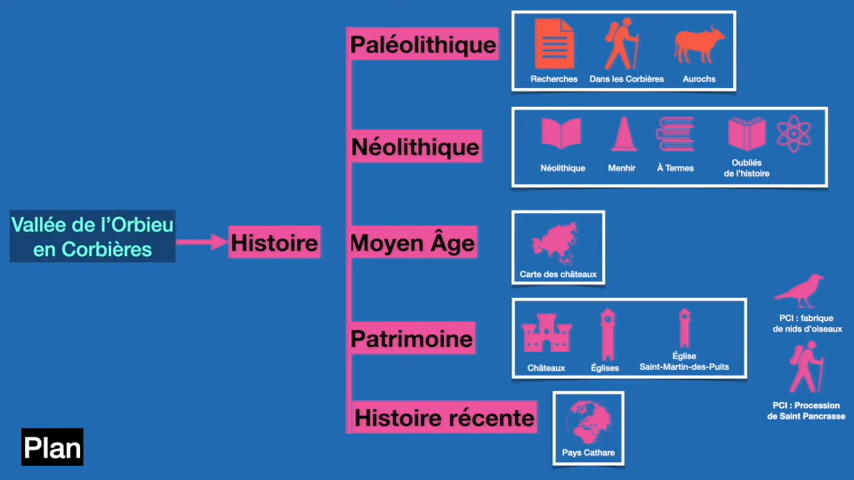 Paléolithique
Recherches
Dans les Corbières
Aurochs
Néolithique
Néolithique
Menhir
À Termes
Oubliés
de l'histoire
Vallée de l'Orbieu
en Corbières
Histoire
Moyen Âge
Carte des châteaux
PCI : fabrique
de nids d'oiseaux
Patrimoine
Châteaux
Églises
Église
Saint-Martin-des-Puits
PCI : Procession
de Saint Pancrasse
Histoire récente
Pays Cathare
Plan